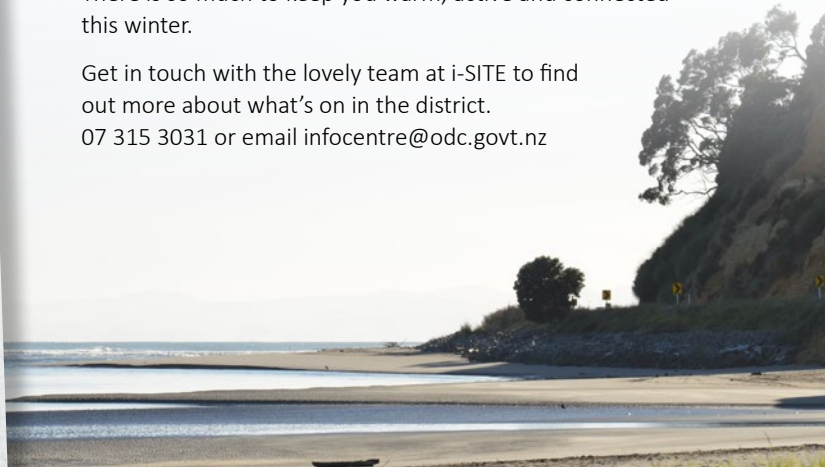 There is so much to keep you warm, active and connected
this winter.
Get in touch with the lovely team at i-SITE to find
out more about what’s on in the district.
07 315 3031 or email infocentre@odc.govt.nz